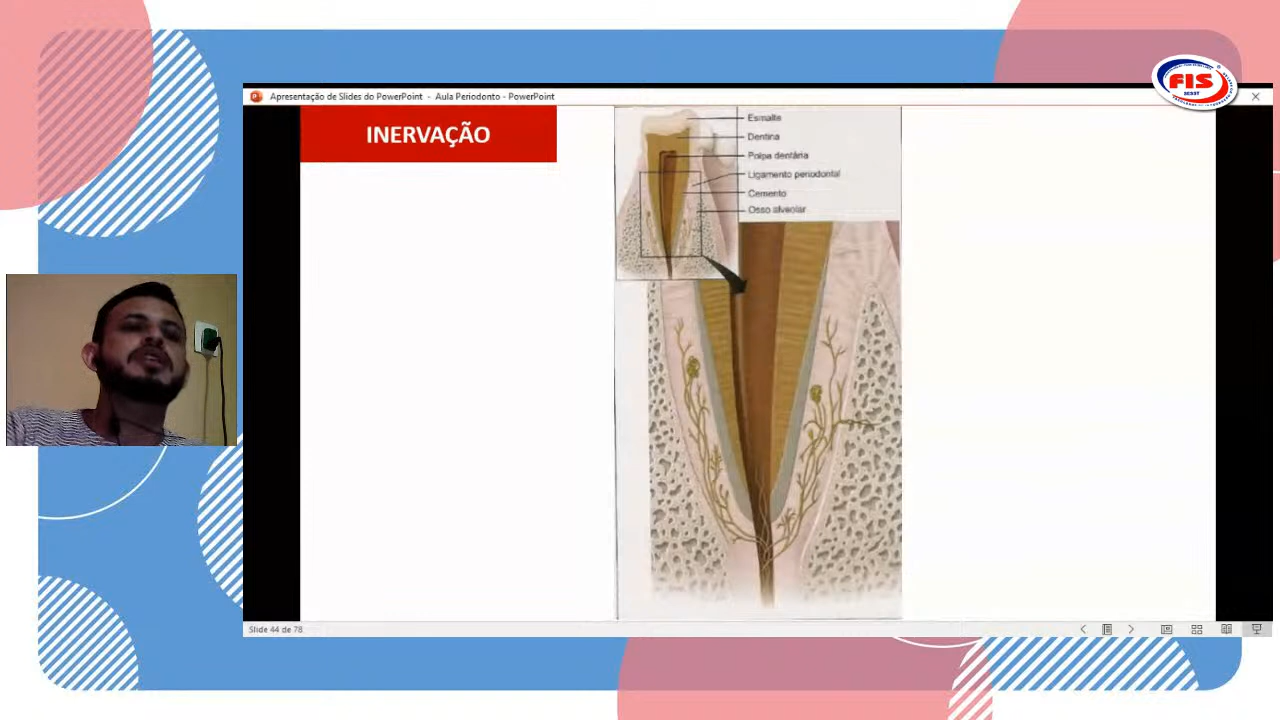 FIS
SESST
Apresentação de Slides do PowerPoint - Aula Periodonto - PowerPoint
INERVAÇÃO
Esmalte
Dentina
Polpa dentária
Ligamento periodontal
Cemento
Osso alveolar
Slide 44 de 78